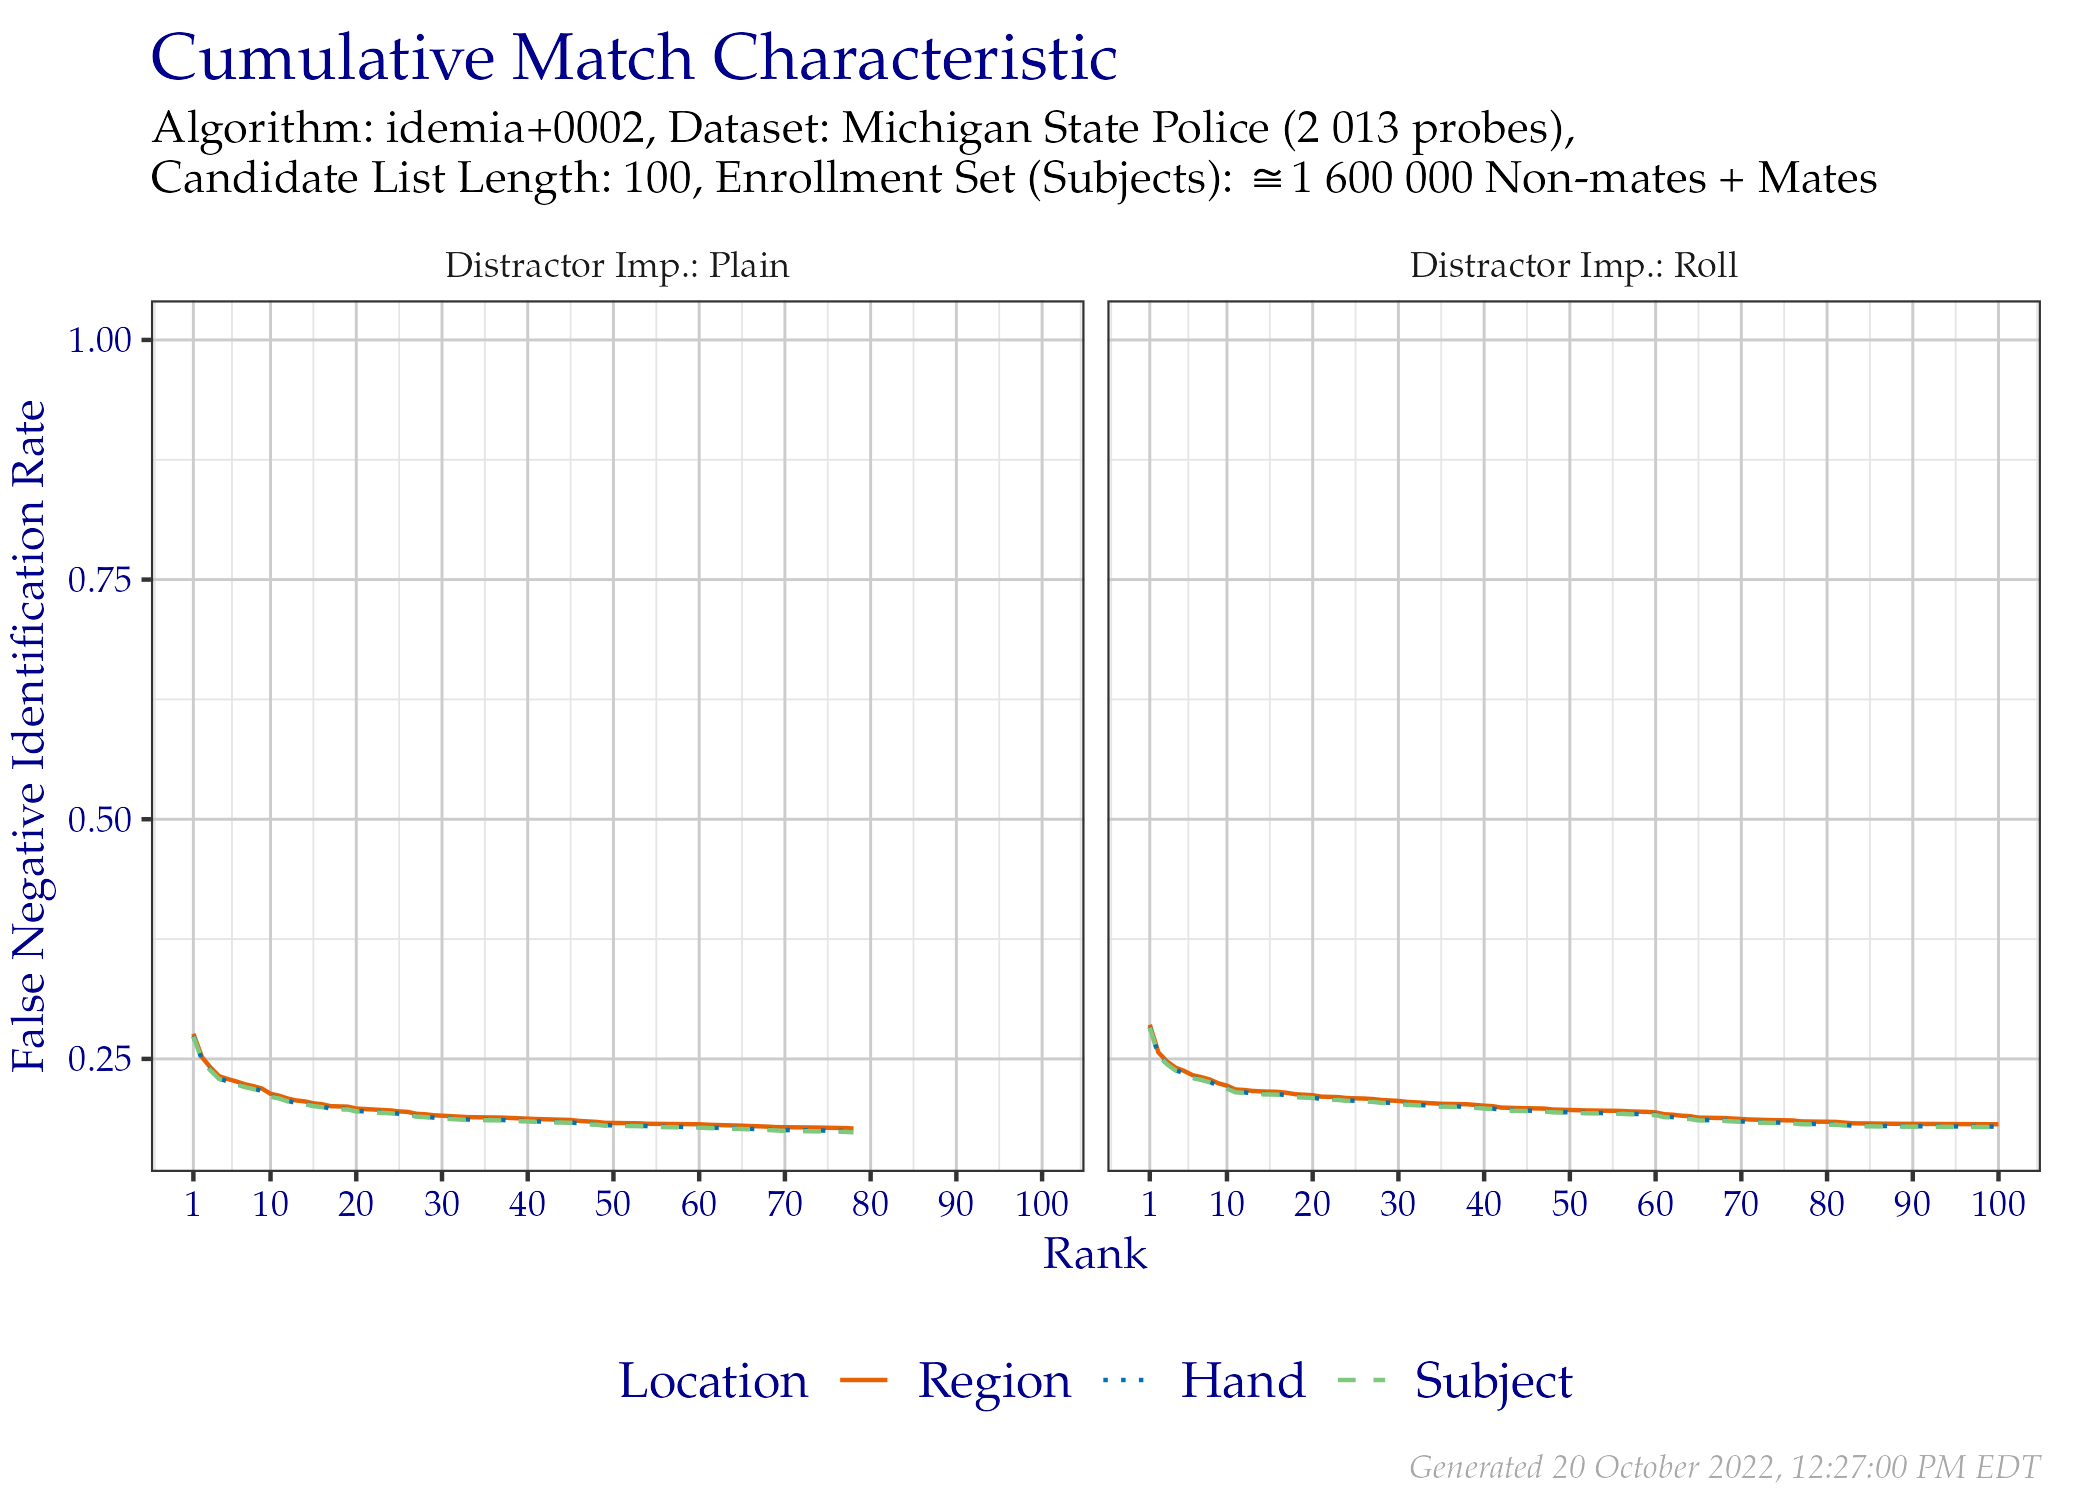 Cumulative Match Characteristic
Algorithm: idemia+0002, Dataset: Michigan State Police (2 013 probes),
Candidate List Length: 100, Enrollment Set (Subjects): ≅ 1 600 000 Non-mates + Mates
Distractor Imp.: Plain
Distractor Imp.: Roll
False Negative Identification Rate
1.00
0.75
0.50
0.25
1 10 20 30 40 50 60 70 80 90 100
1 10 20 30 40 50 60 70 80 90 100
Rank
Location Region Hand Subject
Generated 20 October 2022, 12:27:00 PM EDT